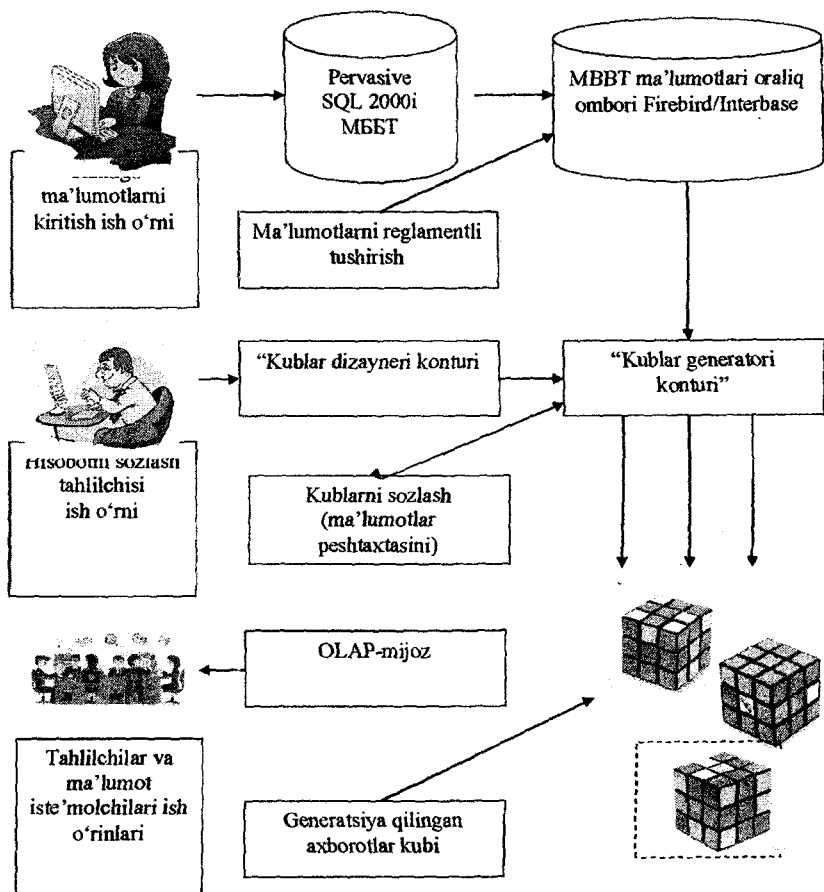 Pervasive
SQL 2000i
МББТ
MBBT ma’lumotlari oraliq
ombori Firebird/Interbase
ma’lumotlarni
kiritish ish o‘rni
Ma’lumotlarni reglamentli
tushirish
“Kublar dizayneri konturi
“Kublar generatori
konturi”
Hisobotni sozlash
tahlilchisi
ish o‘rni
Kublarni sozlash
(ma’lumotlar
peshtaxtasini)
OLAP-mijoz
Tahlilchilar va
ma’lumot
iste’molchilari ish
o‘rinlari
Generatsiya qilingan
axborotlar kubi